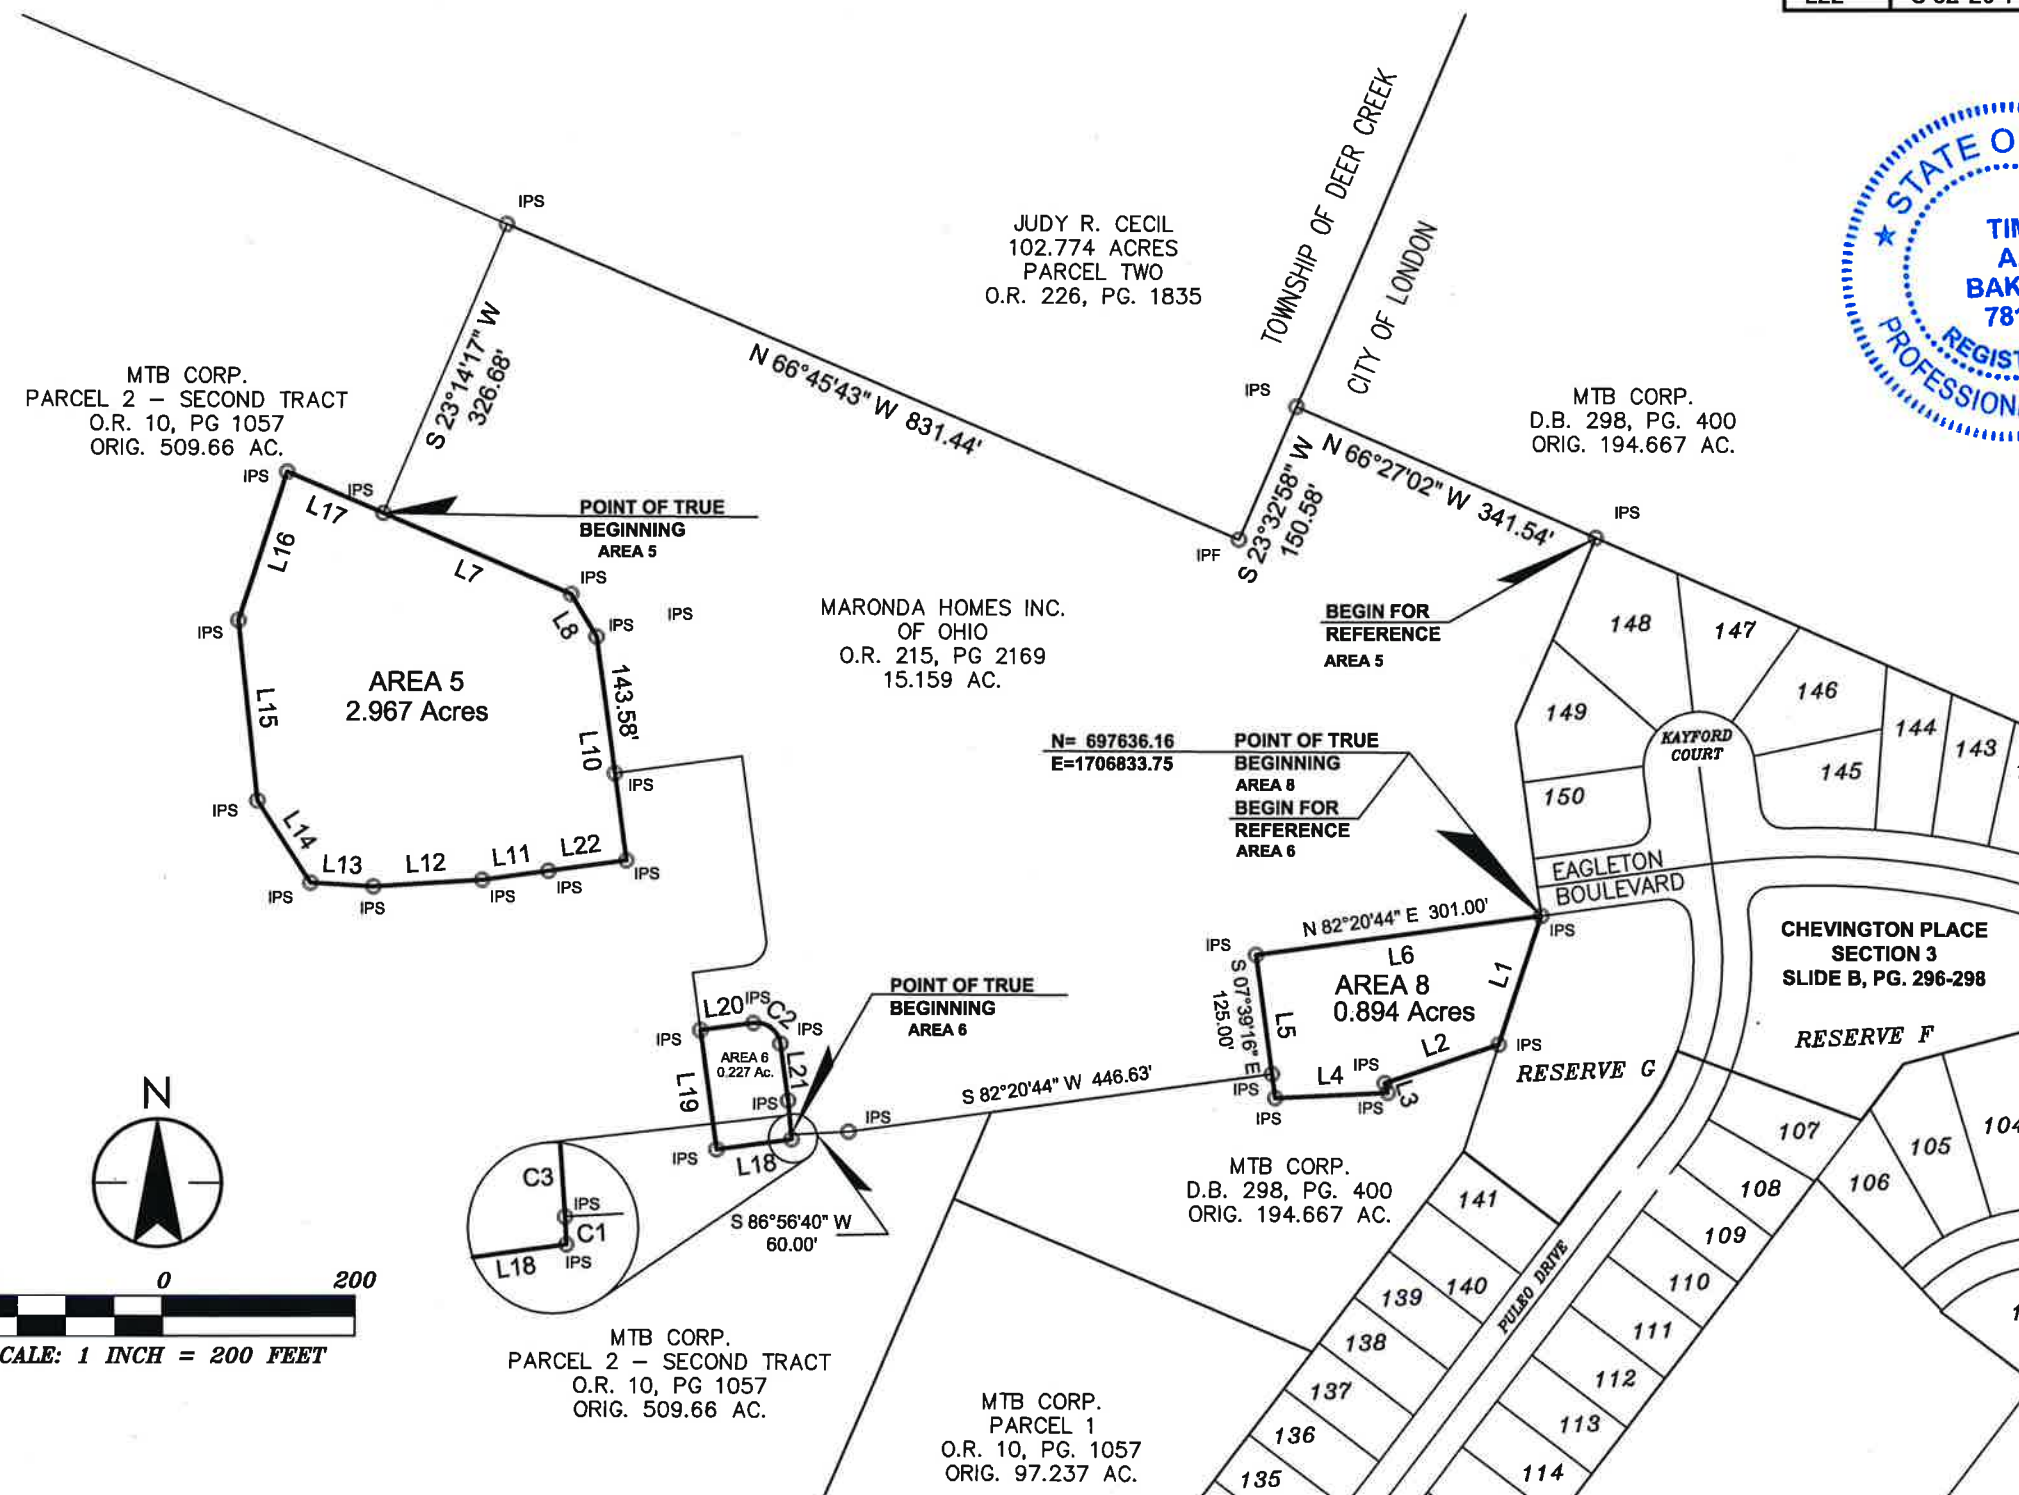 L22
STATE O
PROFESSION
REGIST
IPS
JUDY R. CECIL
102.774 ACRES
PARCEL TWO
O.R. 226, PG. 1835
TOWNSHIP OF DEER CREEK
CITY OF LONDON
S 23°14'17" W
326.68'
N 66°45'43" W 831.44'
MTB CORP.
PARCEL 2 - SECOND TRACT
O.R. 10, PG 1057
ORIG. 509.66 AC.
IPS
N 66°27'02" W 341.54'
S 23°32'58" W
150.58'
IPF
MTB CORP.
D.B. 298, PG. 400
ORIG. 194.667 AC.
IPS
IPS
L17
IPS
POINT OF TRUE
BEGINNING
AREA 5
L16
L7
IPS
L8
IPS
IPS
IPS
BEGIN FOR
REFERENCE
AREA 5
MARONDA HOMES INC.
OF OHIO
O.R. 215, PG 2169
15.159 AC.
AREA 5
2.967 Acres
143.58'
L15
L10
IPS
IPS
L14
L13
L12
L11
L22
IPS
IPS
IPS
IPS
148
147
146
149
144
143
145
150
KAYFORD
COURT
N= 697636.16
E=1706833.75
POINT OF TRUE
BEGINNING
AREA 8
BEGIN FOR
REFERENCE
AREA 6
EAGLETON
BOULEVARD
CHEVINGTON PLACE
SECTION 3
SLIDE B, PG. 296-298
N 82°20'44" E 301.00'
IPS
IPS
L6
AREA 8
0.894 Acres
L1
S 07°39'16" E
125.00'
L5
L2
IPS
IPS
L4
IPS
L3
IPS
IPS
RESERVE G
RESERVE F
POINT OF TRUE
BEGINNING
AREA 6
L20
IPS
C2
IPS
IPS
AREA 6
0.227 Ac.
L21
L19
IPS
IPS
IPS
L18
S 82°20'44" W 446.63'
S 86°56'40" W
60.00'
C3
IPS
C1
L18
IPS
N
0
200
CALE: 1 INCH = 200 FEET
MTB CORP.
D.B. 298, PG. 400
ORIG. 194.667 AC.
MTB CORP.
PARCEL 2 - SECOND TRACT
O.R. 10, PG 1057
ORIG. 509.66 AC.
MTB CORP.
PARCEL 1
O.R. 10, PG. 1057
ORIG. 97.237 AC.
PULEO DRIVE
107
105
104
108
106
141
109
140
110
139
111
138
112
137
113
136
114
135